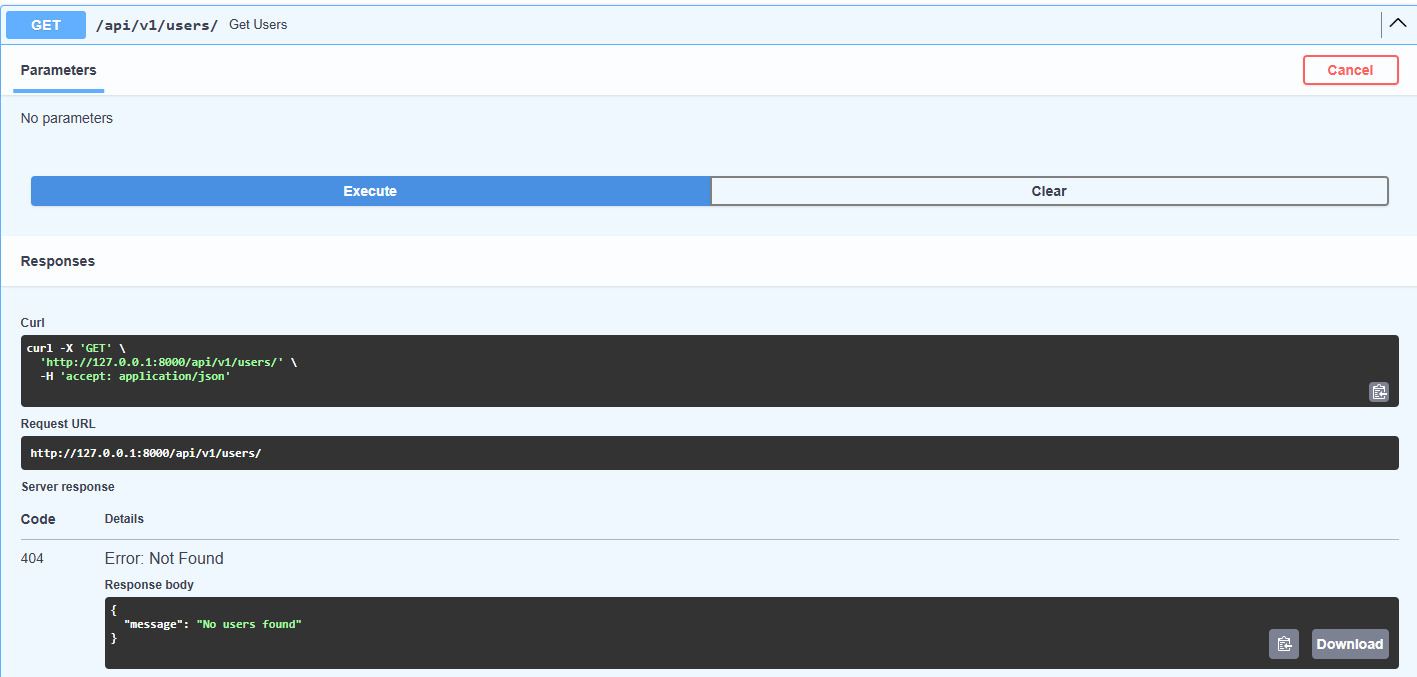 GET /api/v1/users/ Get Users
Parameters
Cancel
No parameters
Execute
Clear
Responses
Curl
curl -X 'GET' \
  'http://127.0.0.1:8000/api/v1/users/' \
  -H 'accept: application/json'
Request URL
http://127.0.0.1:8000/api/v1/users/
Server response
Code Details
404 Error: Not Found
Response body
{
  "message": "No users found"
}
Download